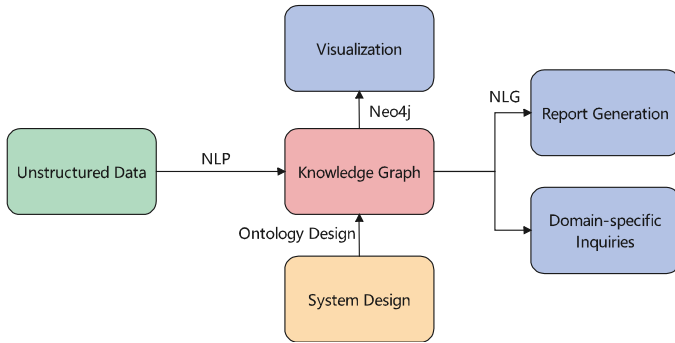 Visualization
Neo4j
NLG
Report Generation
Unstructured Data
NLP
Knowledge Graph
Ontology Design
Domain-specific
Inquiries
System Design